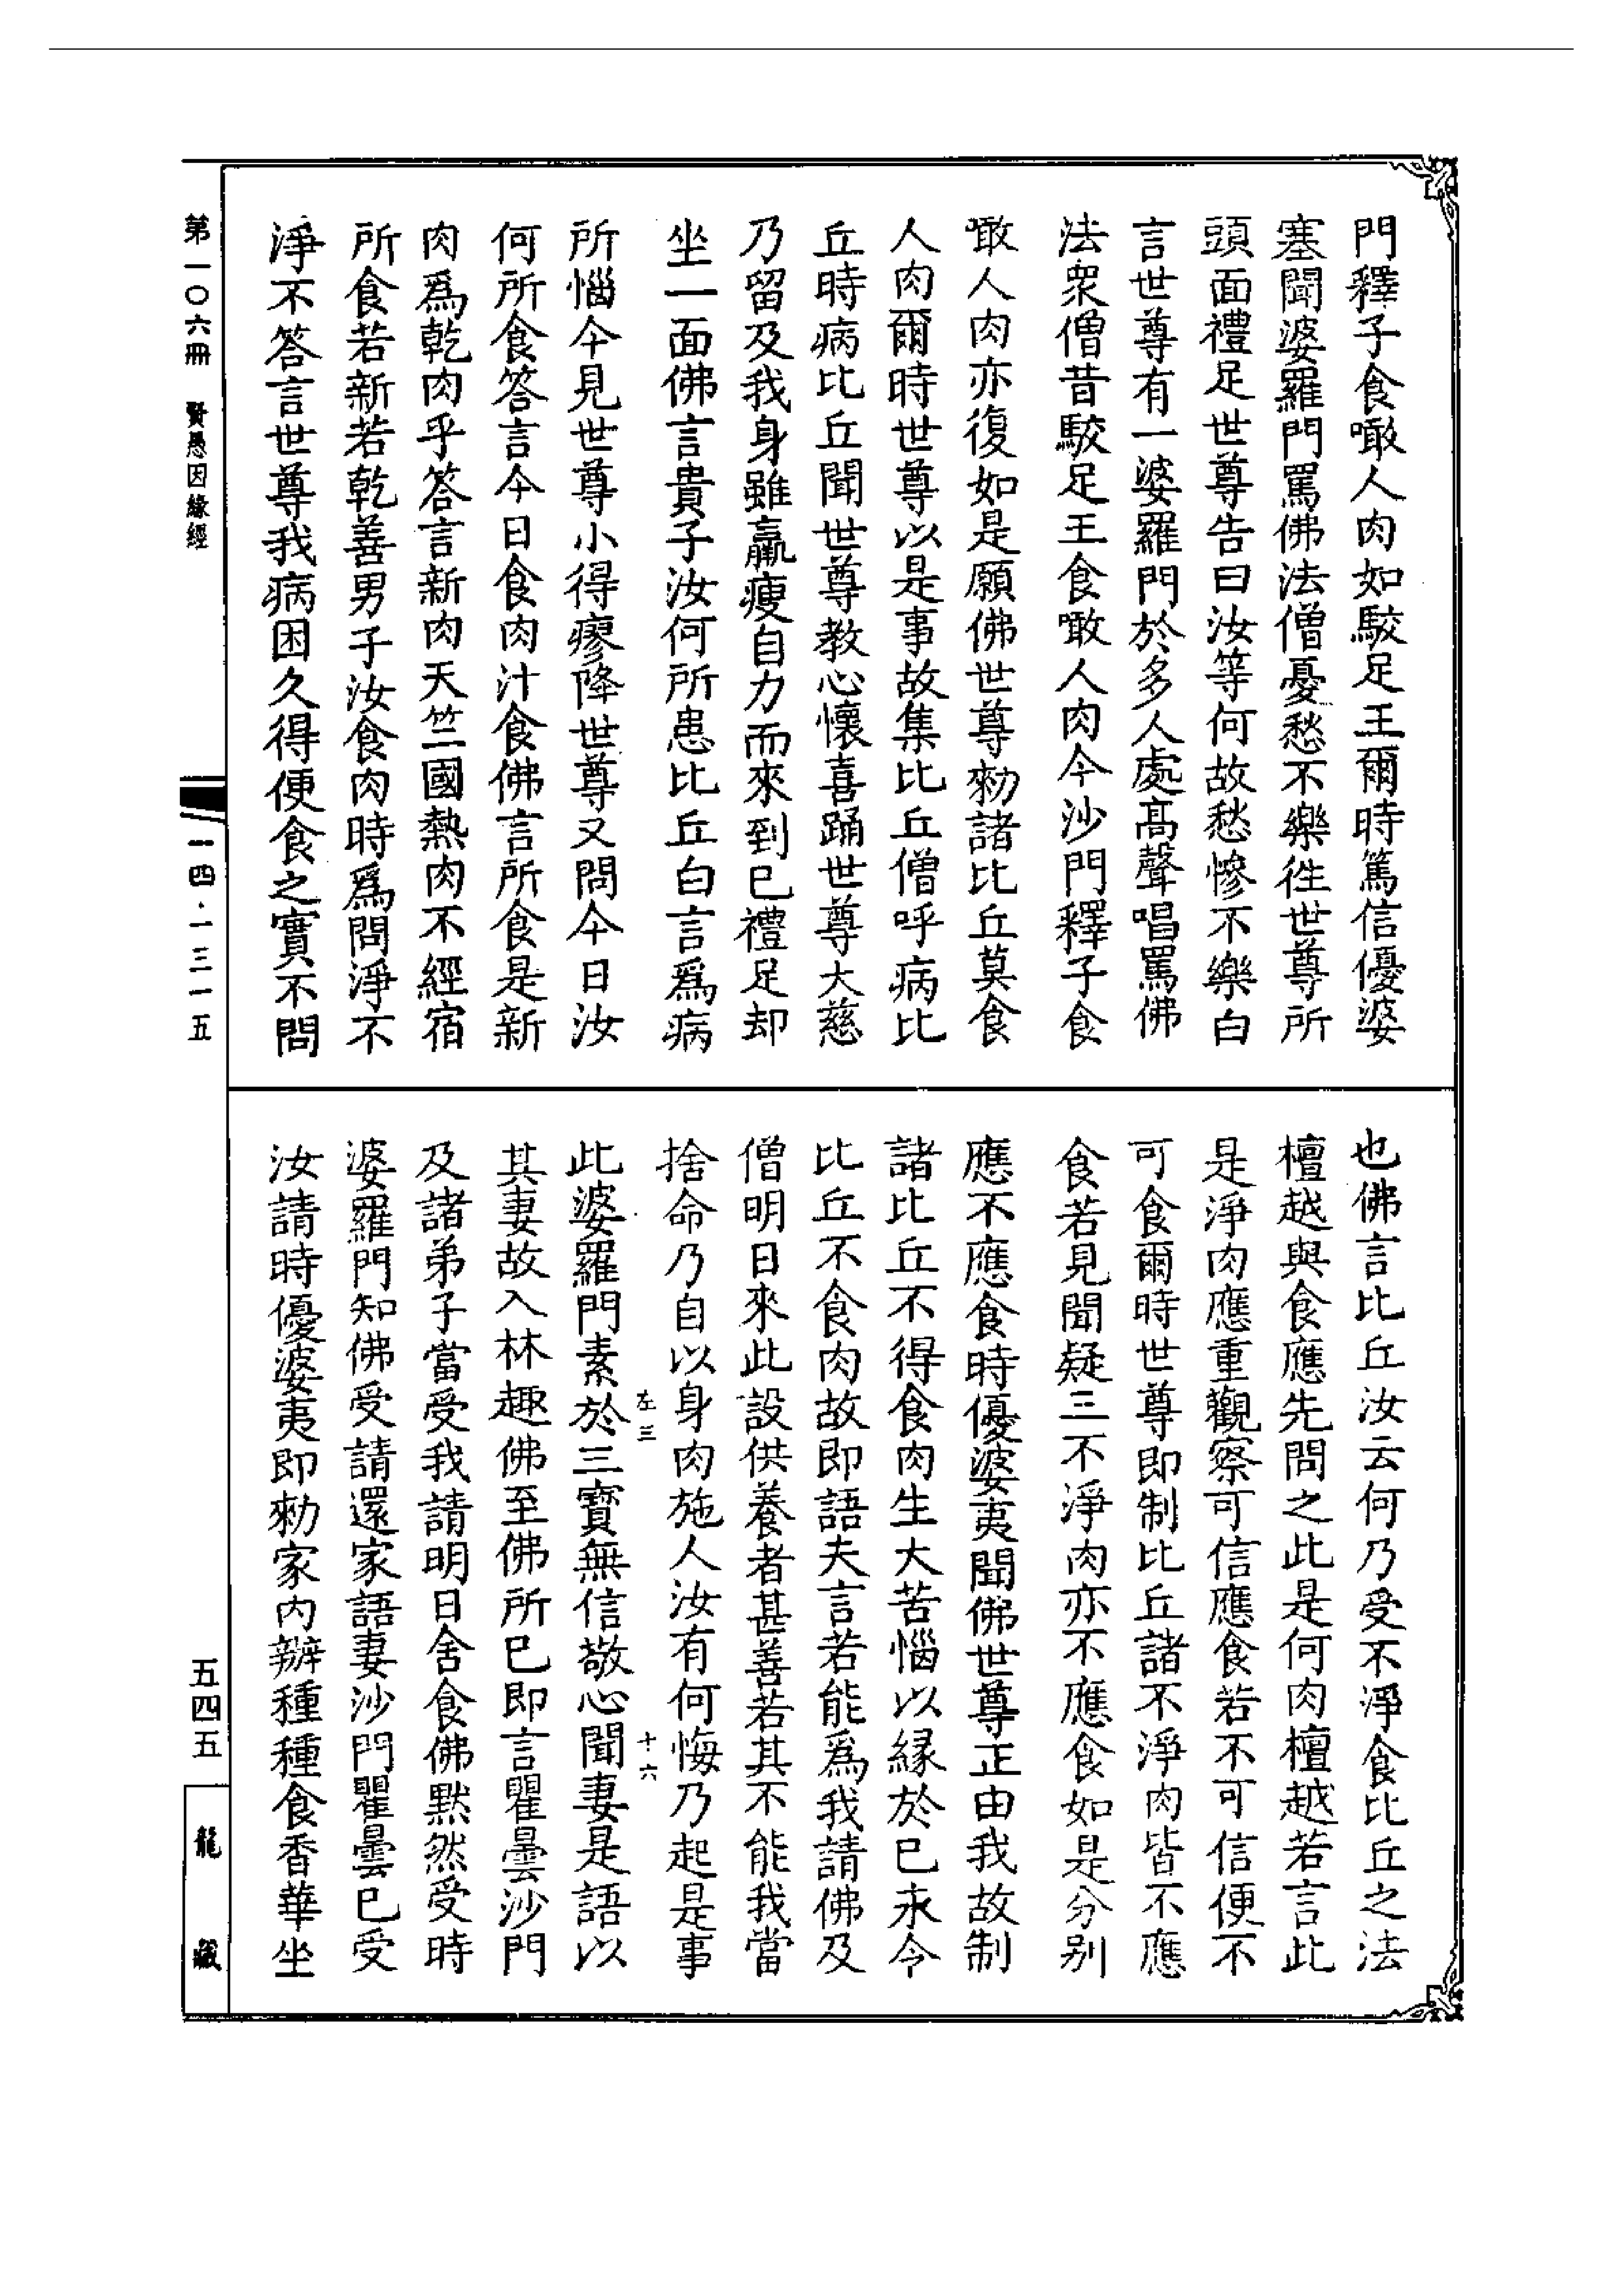 門釋子食噉人肉如駮足王爾時篤信優婆
塞聞婆羅門罵佛法僧憂愁不樂徃世尊所
頭面禮足世尊告曰汝等何故愁慘不樂白
言世尊有一婆羅門於多人處髙聲唱罵佛
法衆僧昔駮足王食噉人肉今沙門釋子食
噉人肉亦復如是願佛世尊勑諸比丘莫食
人肉爾時世尊以是事故集比丘僧呼病比
丘時病比丘聞世尊教心懷喜踊世尊大慈
乃留及我身雖羸瘦自力而來到已禮足却
坐一面佛言貴子汝何所患比丘白言爲病
所惱今見世尊小得瘳降世尊又問今日汝
何所食答言今日食肉汁食佛言所食是新
肉爲乾肉乎答言新肉天竺國熱肉不經宿
所食若新若乾善男子汝食肉時爲問淨不
淨不答言世尊我病困久得便食之實不問
也佛言比丘汝云何乃受不淨食比丘之法
檀越與食應先問之此是何肉檀越若言此
是淨肉應重觀察可信應食若不可信便不
可食爾時世尊即制比丘諸不淨肉皆不應
食若見聞疑三不淨肉亦不應食如是分别
應不應食時優婆夷聞佛世尊正由我故制
諸比丘不得食肉生大苦惱以縁於已永令
比丘不食肉故即語夫言若能爲我請佛及
僧明日來此設供養者甚善若其不能我當
捨命乃自以身肉施人汝有何悔乃起是事
左三
十六
此婆羅門素於三寳無信敬心聞妻是語以
其妻故入林趣佛至佛所已即言瞿曇沙門
及諸弟子當受我請明日舍食佛黙然受時
婆羅門知佛受請還家語妻沙門瞿曇已受
汝請時優婆夷即勑家内辦種種食香華坐
第一〇六冊
賢愚因緣經
一四·一三一五
五四五
龍藏